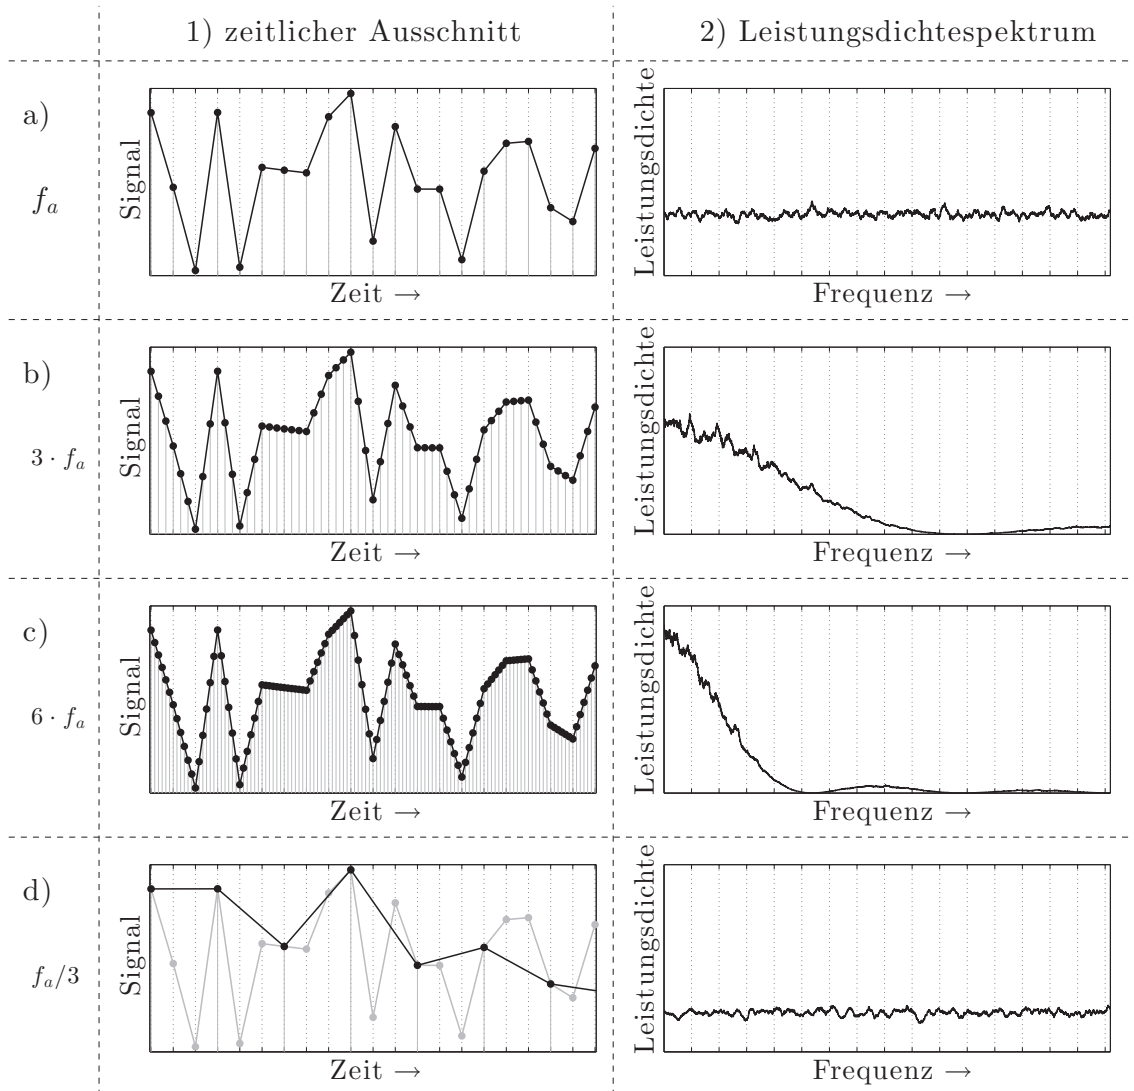 1) zeitlicher Ausschnitt
2) Leistungsdichtespektrum
a)
f_a
Signal
Zeit →
Leistungsdichte
Frequenz →
b)
3 · f_a
Signal
Zeit →
Leistungsdichte
Frequenz →
c)
6 · f_a
Signal
Zeit →
Leistungsdichte
Frequenz →
d)
f_a/3
Signal
Zeit →
Leistungsdichte
Frequenz →